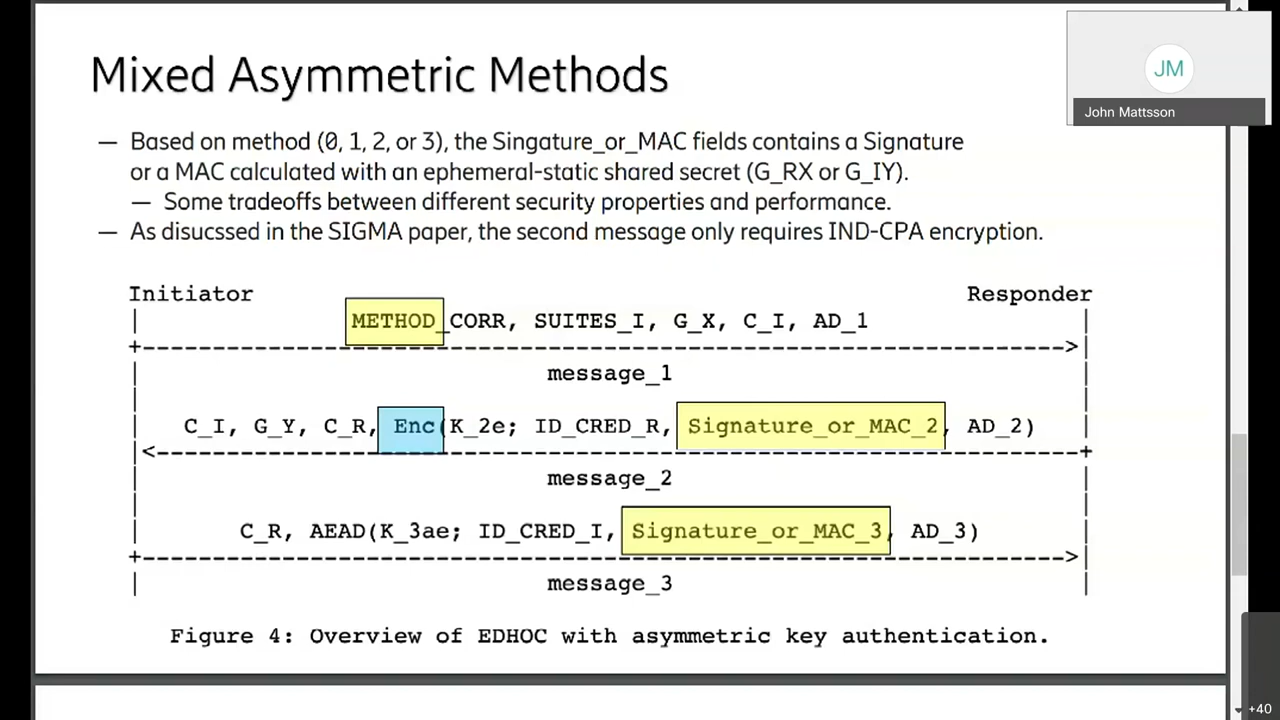 Mixed Asymmetric Methods
JM
John Mattsson
— Based on method (0, 1, 2, or 3), the Singature_or_MAC fields contains a Signature
or a MAC calculated with an ephemeral-static shared secret (G_RX or G_IY).
— Some tradeoffs between different security properties and performance.
— As disucssed in the SIGMA paper, the second message only requires IND-CPA encryption.
Initiator Responder
METHOD_CORR, SUITES_I, G_X, C_I, AD_1
message_1
C_I, G_Y, C_R, Enc(K_2e; ID_CRED_R, Signature_or_MAC_2, AD_2)
message_2
C_R, AEAD(K_3ae; ID_CRED_I, Signature_or_MAC_3, AD_3)
message_3
Figure 4: Overview of EDHOC with asymmetric key authentication.
+40